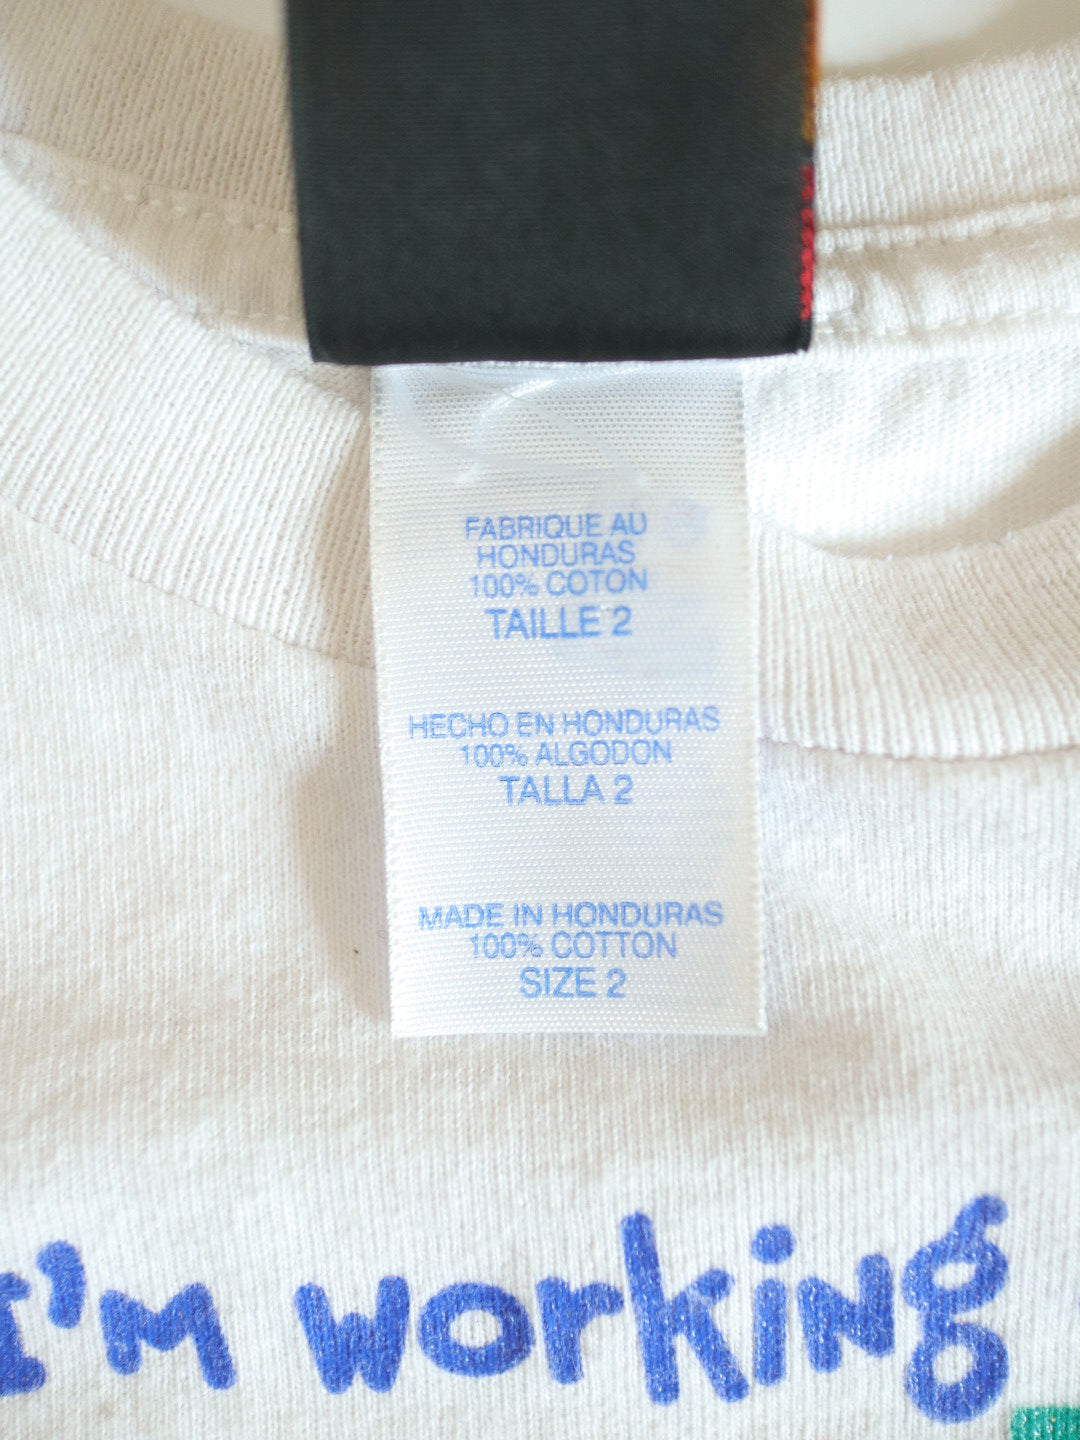 FABRIQUE AU
HONDURAS
100% COTON
TAILLE 2
HECHO EN HONDURAS
100% ALGODON
TALLA 2
MADE IN HONDURAS
100% COTTON
SIZE 2
I'm working